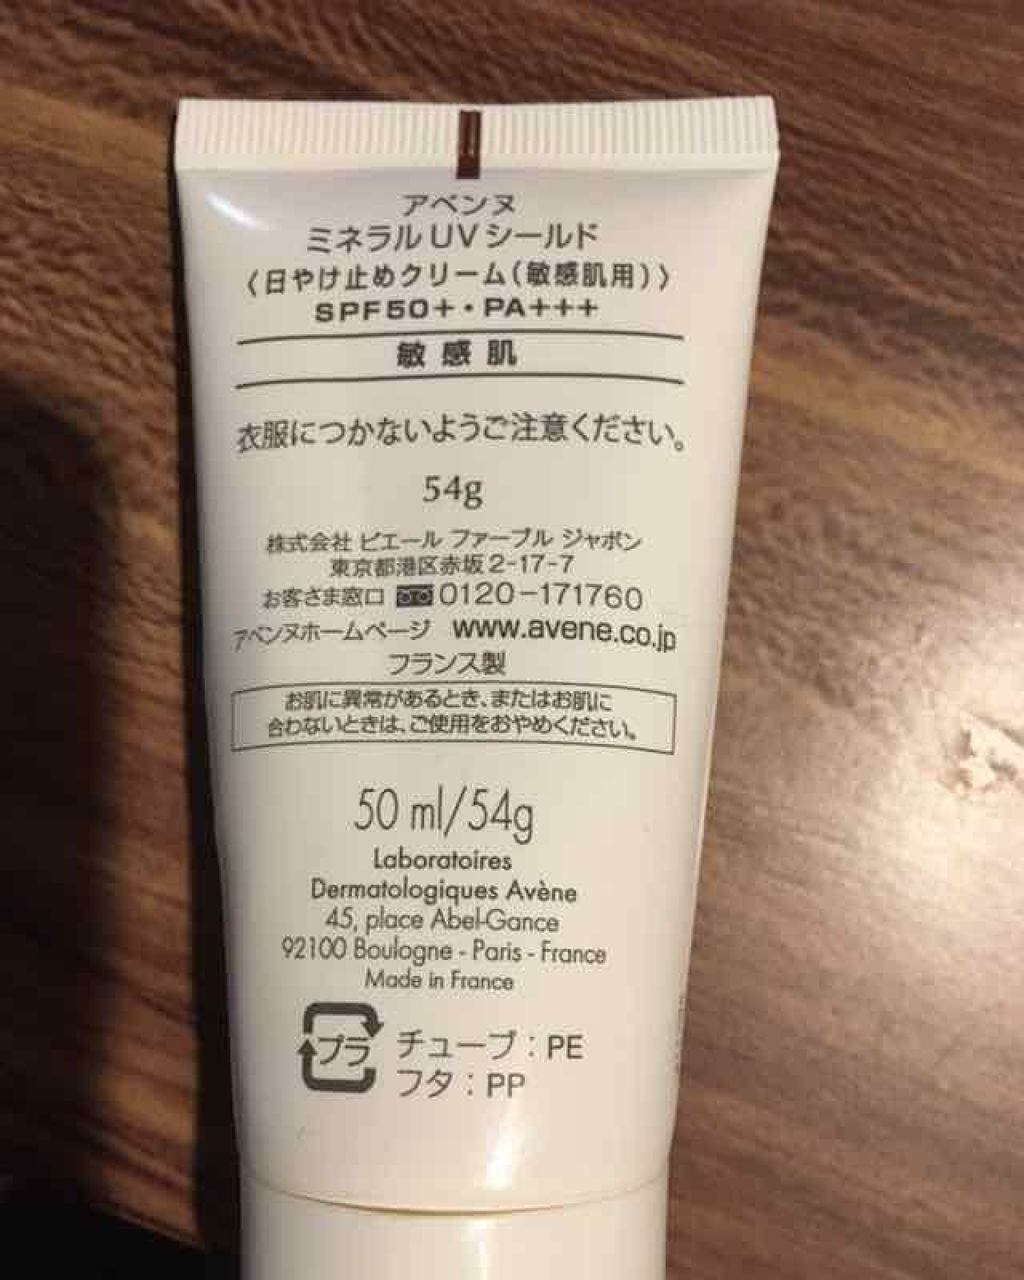 アベンヌ
ミネラルUVシールド
〈日やけ止めクリーム(敏感肌用)〉
SPF50+・PA+++
敏感肌
衣服につかないようご注意ください。
54g
株式会社 ピエール ファーブル ジャポン
東京都港区赤坂2-17-7
お客さま窓口 0120-171760
アベンヌホームページ www.avene.co.jp
フランス製
お肌に異常があるとき、またはお肌に
合わないときは、ご使用をおやめください。
50 ml/54g
Laboratoires
Dermatologiques Avène
45, place Abel-Gance
92100 Boulogne - Paris - France
Made in France
プラ チューブ:PE
フタ:PP